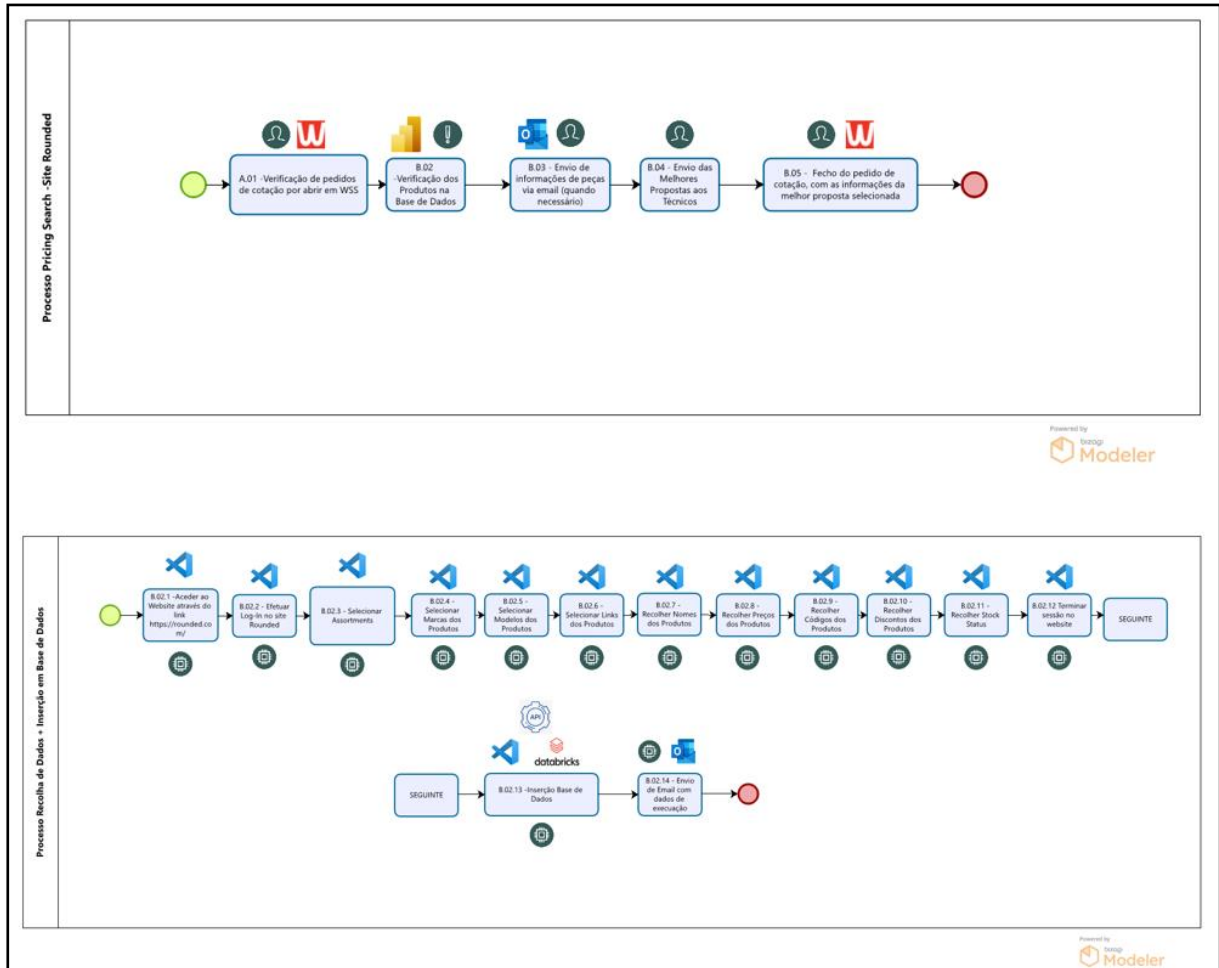 Processo Pricing Search - Site Rounded
A.01 -Verificação de pedidos
de cotação por abrir em WSS
B.02
-Verificação dos
Produtos na
Base de Dados
B.03 - Envio de
informações de peças
via email (quando
necessário)
B.04 - Envio das
Melhores
Propostas aos
Técnicos
B.05 - Fecho do pedido de
cotação, com as informações da
melhor proposta selecionada
Powered by
bizagi
Modeler
Processo Recolha de Dados + Inserção em Base de Dados
B.02.1 -Aceder ao
Website através do
link
https://rounded.co
m/
B.02.2 - Efetuar
Log-In no site
Rounded
B.02.3 - Selecionar
Assortments
B.02.4 -
Selecionar
Marcas dos
Produtos
B.02.5 -
Selecionar
Modelos dos
Produtos
B.02.6 -
Selecionar Links
dos Produtos
B.02.7 -
Recolher Nomes
dos Produtos
B.02.8 -
Recolher Preços
dos Produtos
B.02.9 -
Recolher
Códigos dos
Produtos
B.02.10 -
Recolher
Discontos dos
Produtos
B.02.11 -
Recolher Stock
Status
B.02.12 Terminar
sessão no
website
SEGUINTE
API
databricks
SEGUINTE
B.02.13 -Inserção Base de
Dados
B.02.14 - Envio
de Email com
dados de
execuação
Powered by
bizagi
Modeler